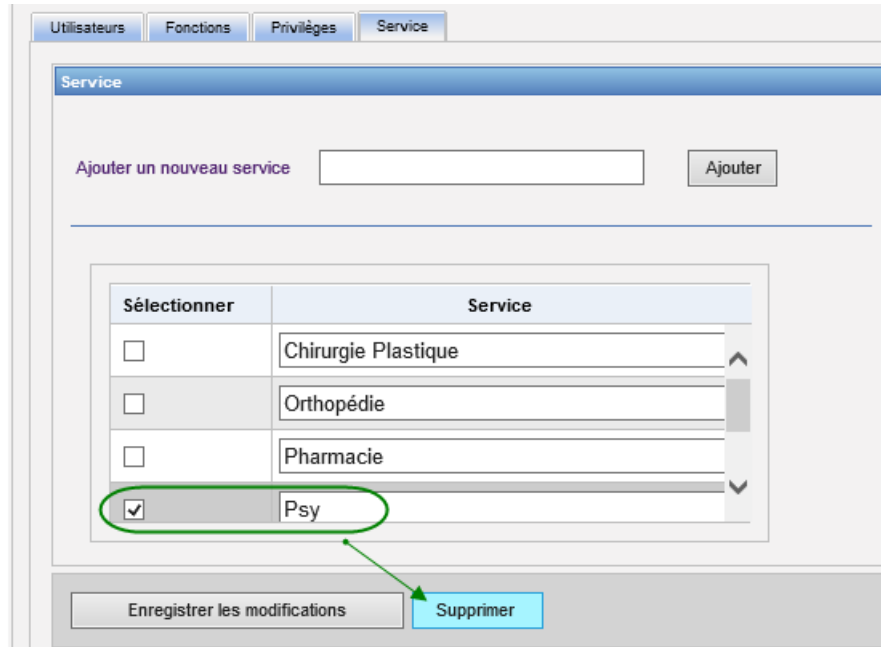 Utilisateurs Fonctions Privilèges Service
Service
Ajouter un nouveau service Ajouter
Sélectionner Service
Chirurgie Plastique
Orthopédie
Pharmacie
Psy
Enregistrer les modifications Supprimer